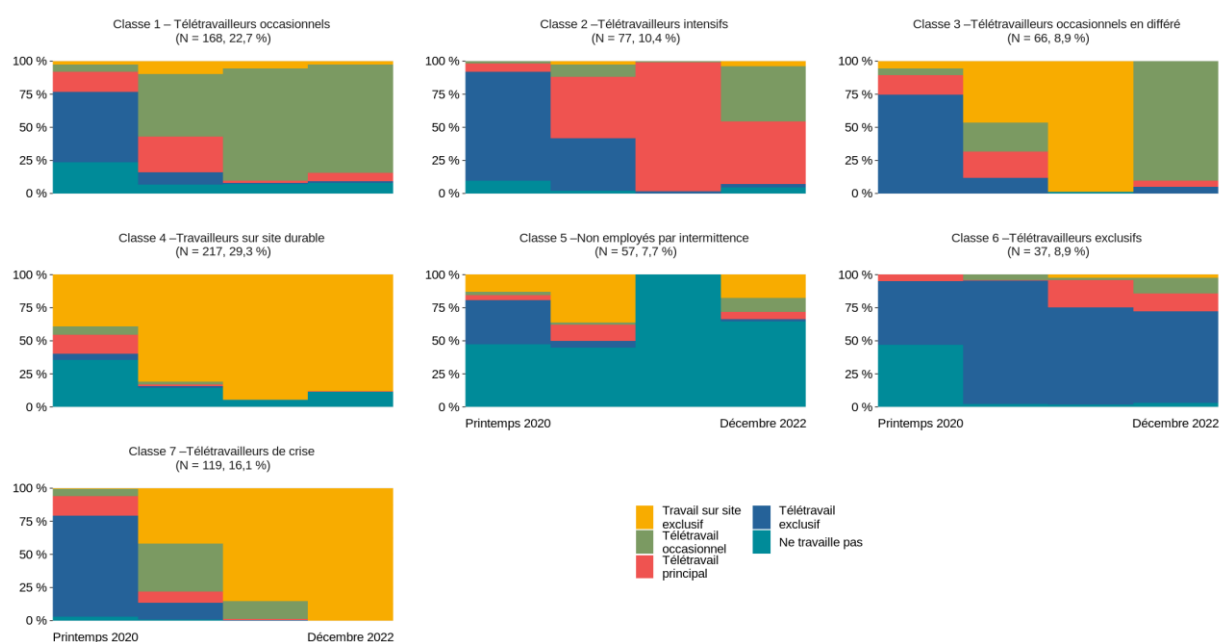 Classe 1 – Télétravailleurs occasionnels
(N = 168, 22,7 %)
100 %
75 %
50 %
25 %
0 %
Classe 2 –Télétravailleurs intensifs
(N = 77, 10,4 %)
100 %
75 %
50 %
25 %
0 %
Classe 3 –Télétravailleurs occasionnels en différé
(N = 66, 8,9 %)
100 %
75 %
50 %
25 %
0 %
Classe 4 –Travailleurs sur site durable
(N = 217, 29,3 %)
100 %
75 %
50 %
25 %
0 %
Classe 5 –Non employés par intermittence
(N = 57, 7,7 %)
100 %
75 %
50 %
25 %
0 %
Printemps 2020
Décembre 2022
Classe 6 –Télétravailleurs exclusifs
(N = 37, 8,9 %)
100 %
75 %
50 %
25 %
0 %
Printemps 2020
Décembre 2022
Classe 7 –Télétravailleurs de crise
(N = 119, 16,1 %)
100 %
75 %
50 %
25 %
0 %
Printemps 2020
Décembre 2022
Travail sur site
exclusif
Télétravail
occasionnel
Télétravail
principal
Télétravail
exclusif
Ne travaille pas